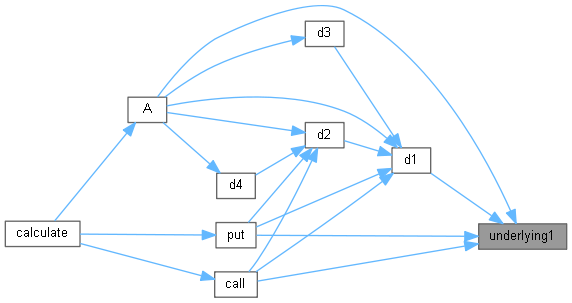 d3
A
d2
d1
d4
calculate
put
underlying1
call